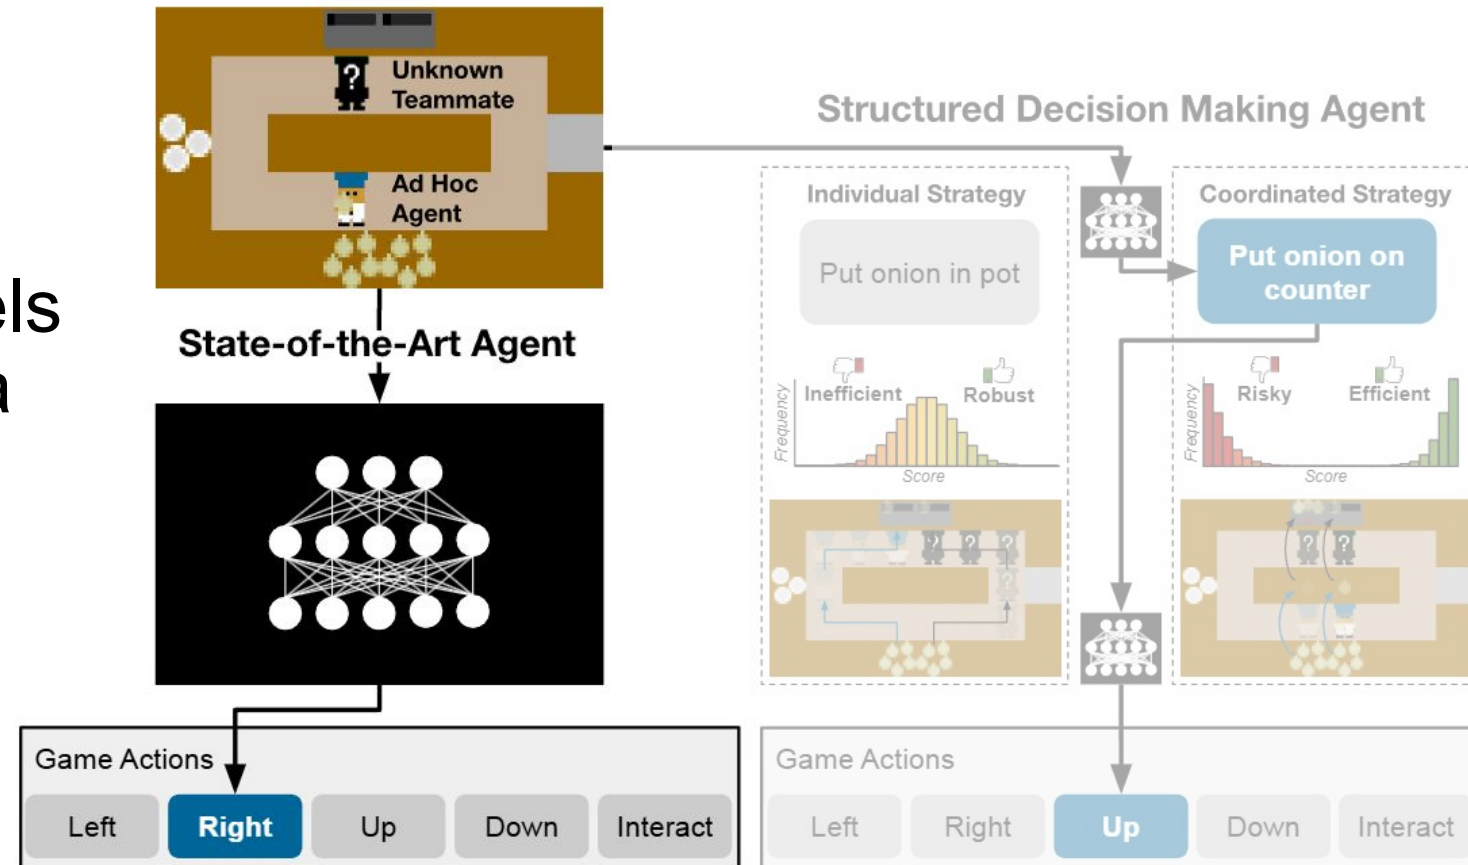 els
a
?
Unknown
Teammate
Ad Hoc
Agent
State-of-the-Art Agent
Game Actions
Left
Right
Up
Down
Interact
Structured Decision Making Agent
Individual Strategy
Put onion in pot
Inefficient
Robust
Frequency
Score
? ? ?
?
Coordinated Strategy
Put onion on
counter
Risky
Efficient
Frequency
Score
? ?
Game Actions
Left
Right
Up
Down
Interact